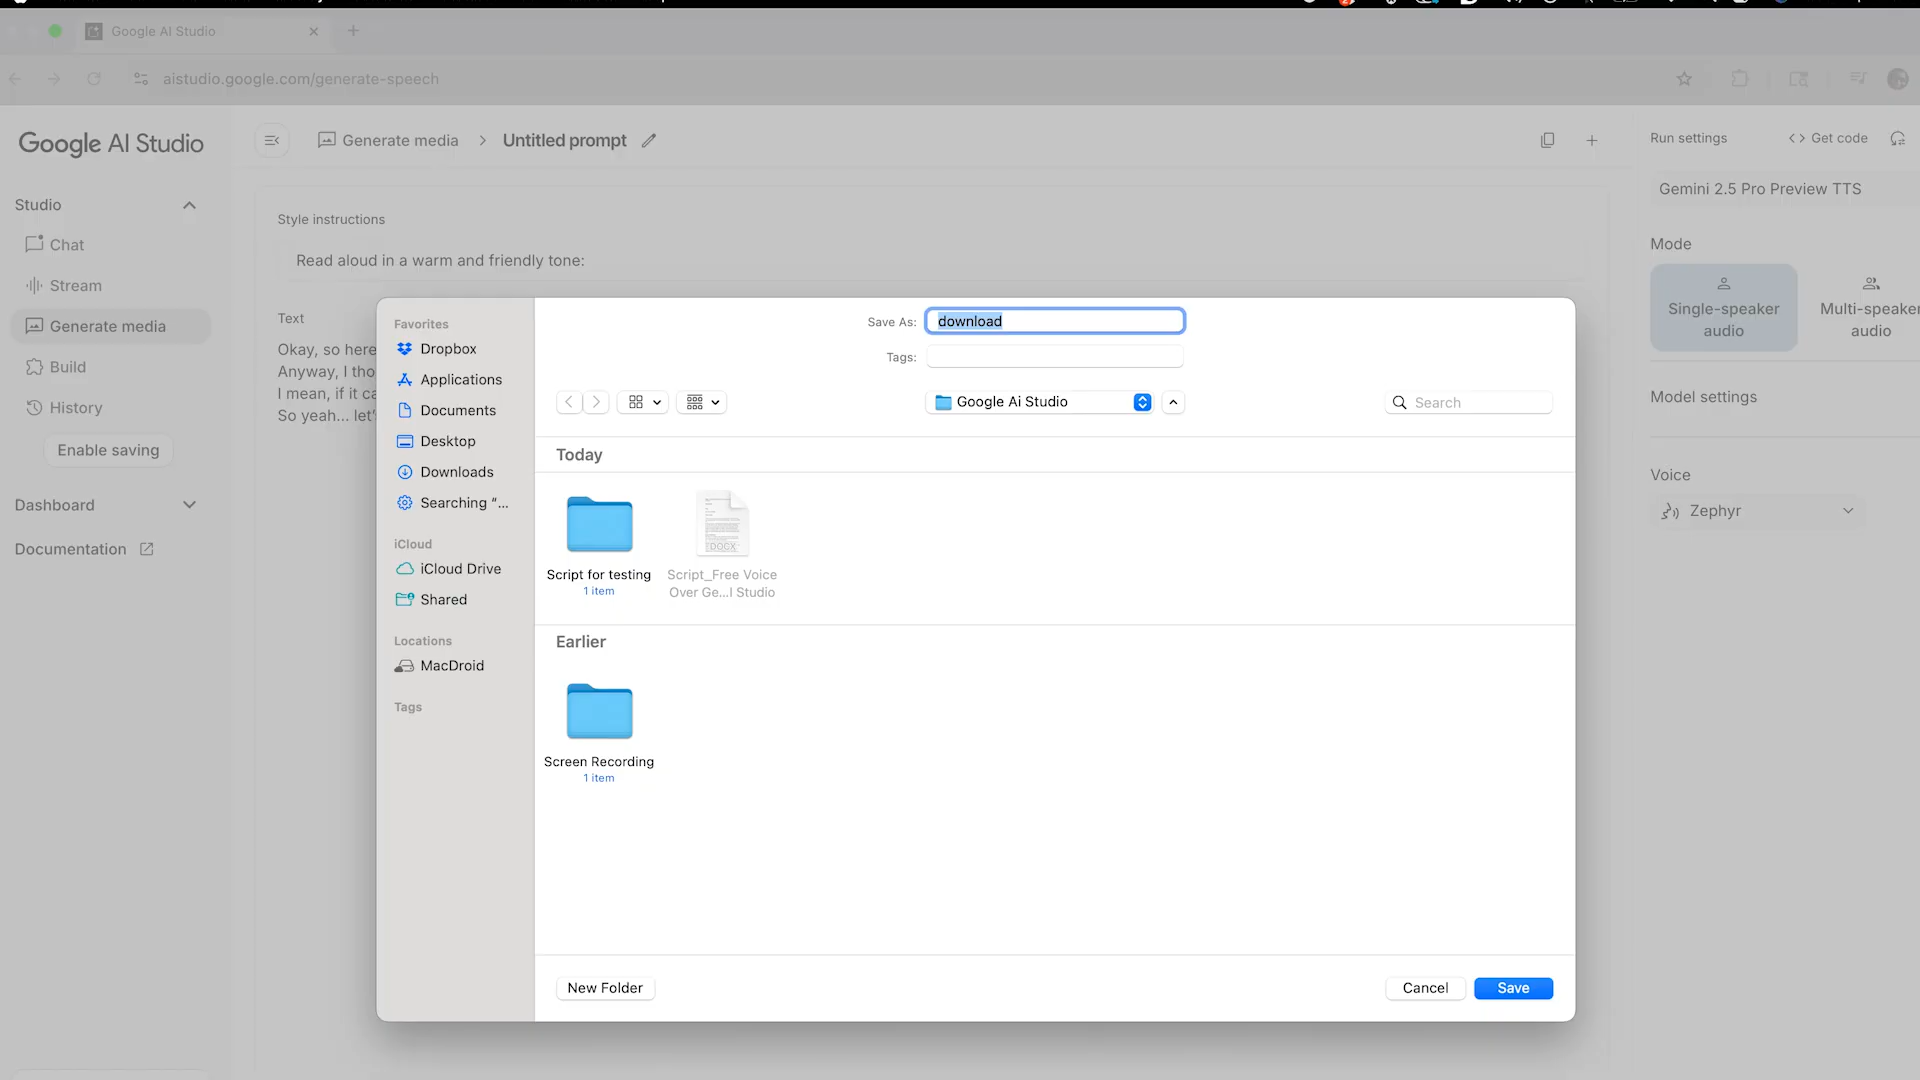 Google AI Studio
aistudio.google.com/generate-speech
Google AI Studio
Generate media
Untitled prompt
Run settings
Get code
Gemini 2.5 Pro Preview TTS
Studio
Chat
Stream
Generate media
Build
History
Enable saving
Dashboard
Documentation
Style instructions
Read aloud in a warm and friendly tone:
Text
Okay, so here
Anyway, I tho
I mean, if it ca
So yeah... let'
Mode
Single-speaker
audio
Multi-speaker
audio
Model settings
Voice
Zephyr
Favorites
Dropbox
Applications
Documents
Desktop
Downloads
Searching “...
iCloud
iCloud Drive
Shared
Locations
MacDroid
Tags
Save As:
download
Tags:
Google Ai Studio
Search
Today
Script for testing
1 item
DOCX
Script_Free Voice
Over Ge...I Studio
Earlier
Screen Recording
1 item
New Folder
Cancel
Save